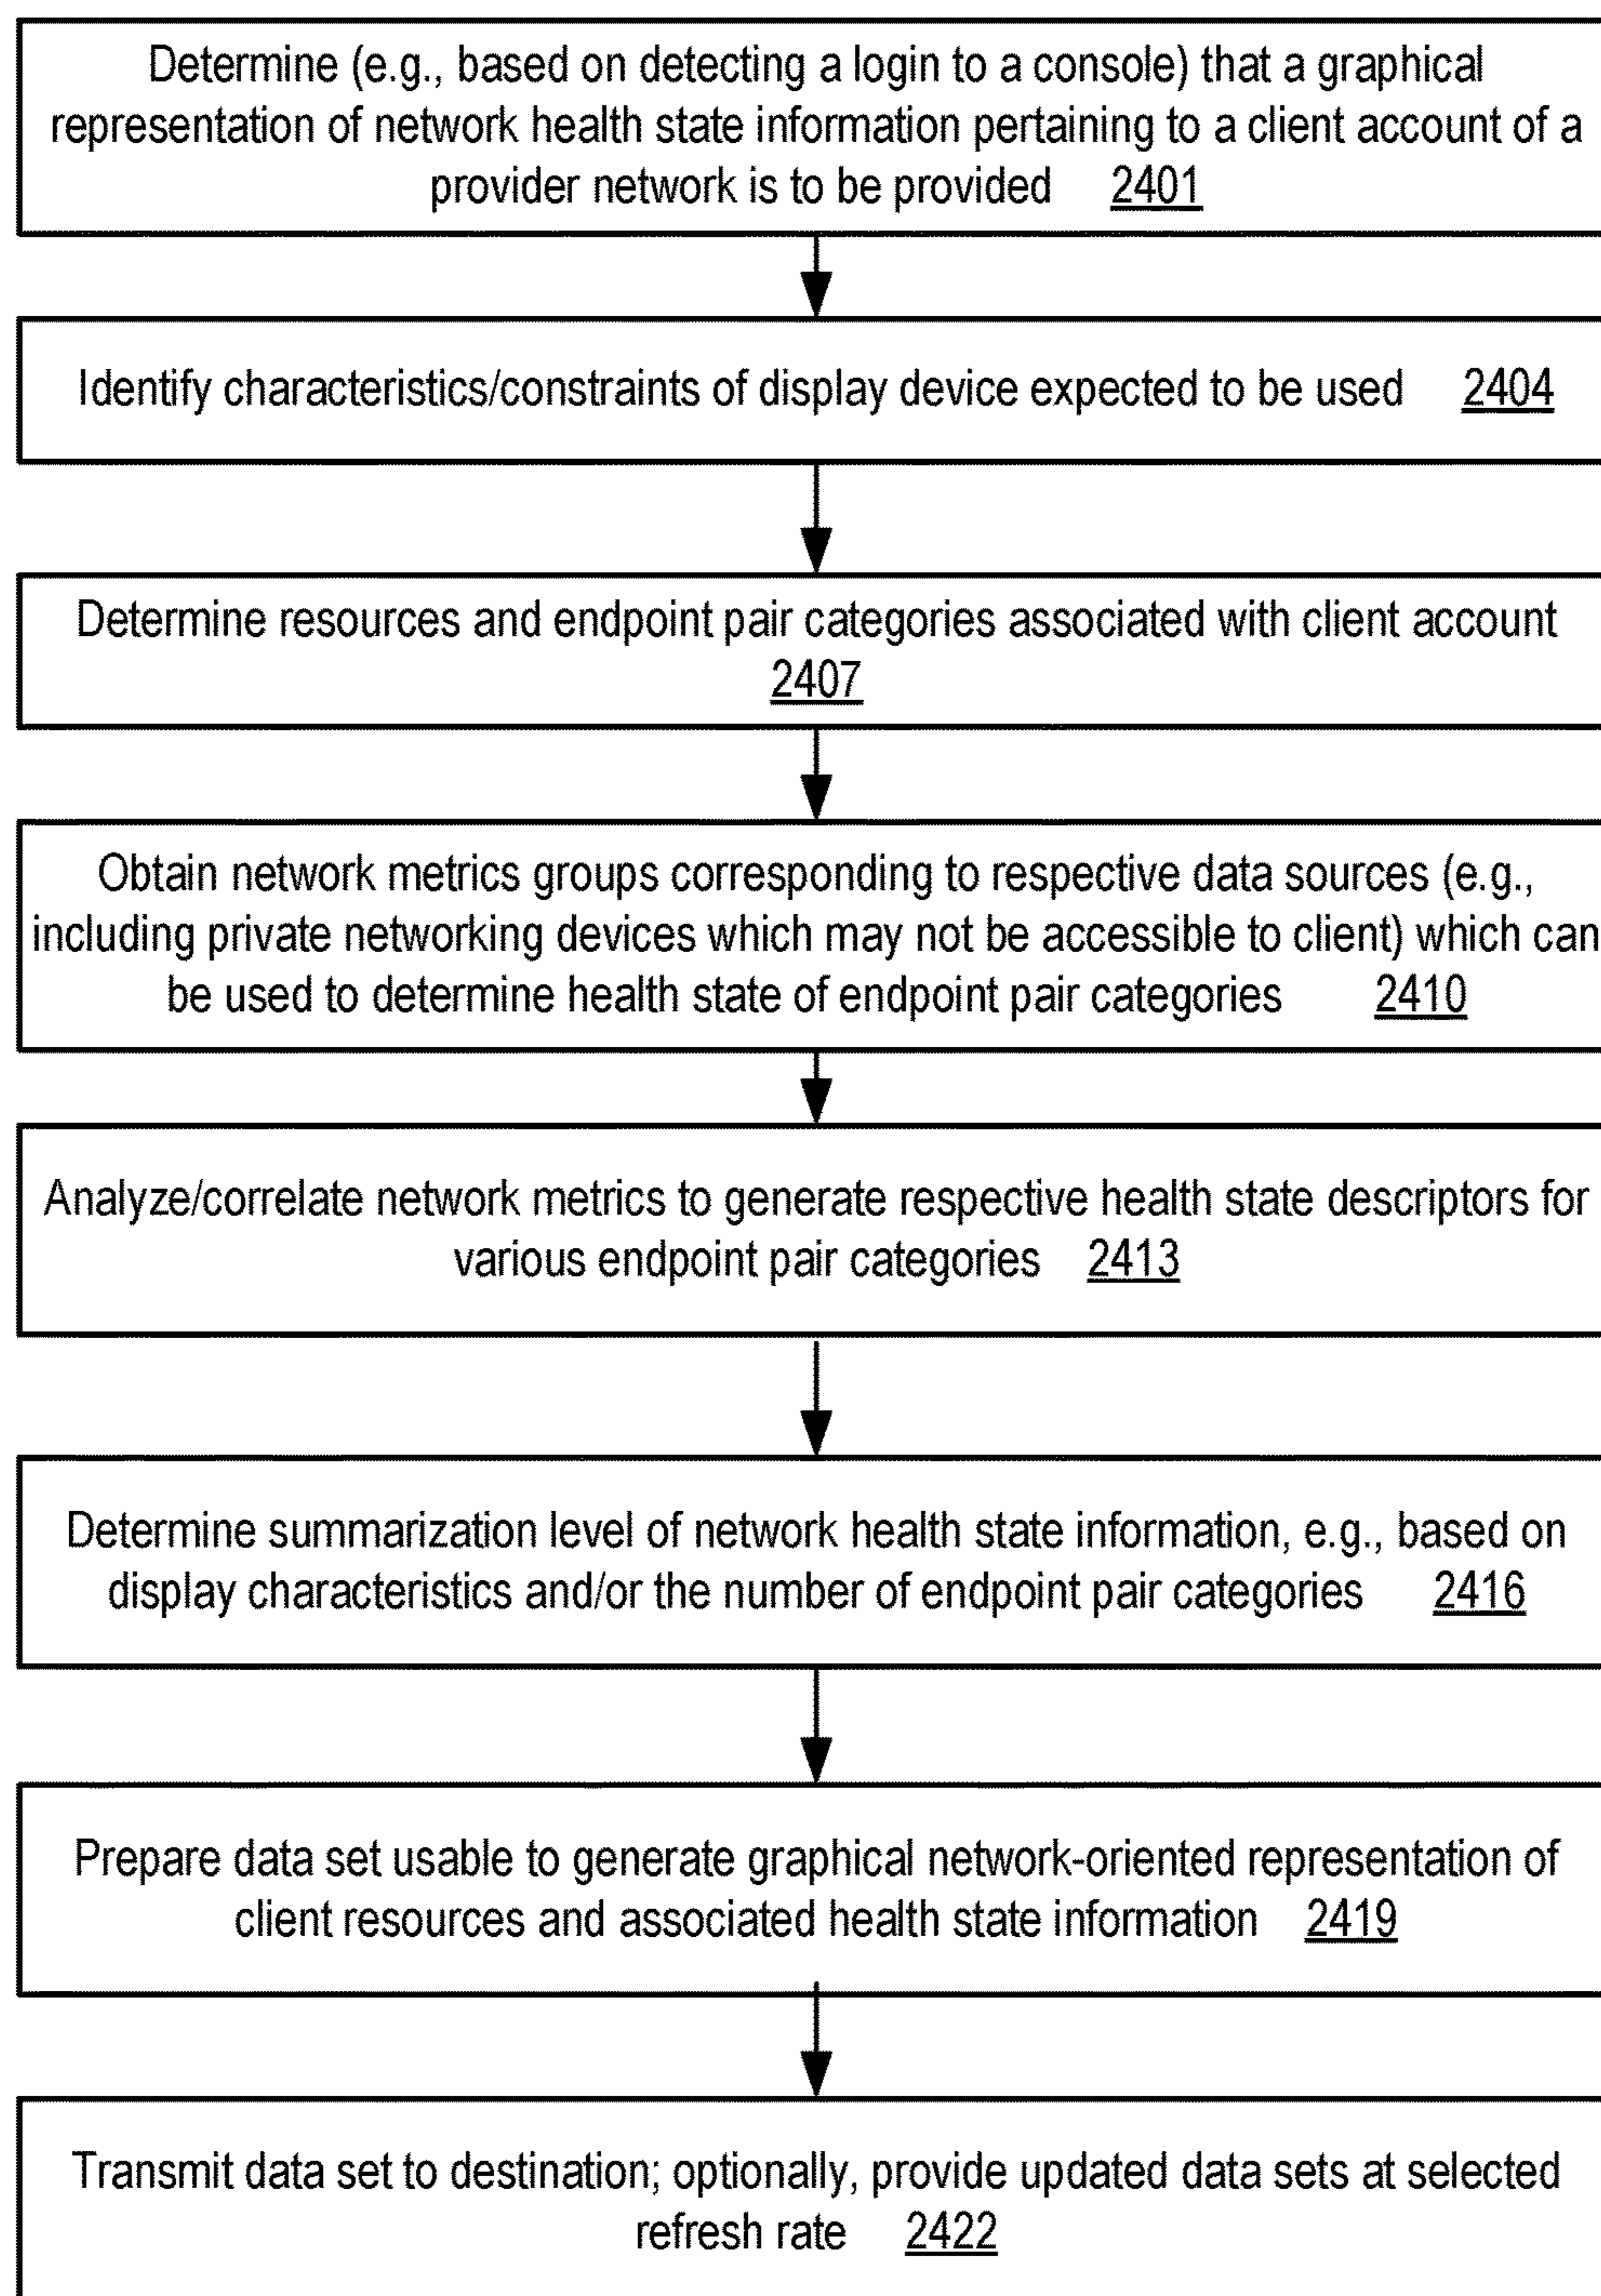 Determine (e.g., based on detecting a login to a console) that a graphical
representation of network health state information pertaining to a client account of a
provider network is to be provided 2401
Identify characteristics/constraints of display device expected to be used 2404
Determine resources and endpoint pair categories associated with client account
2407
Obtain network metrics groups corresponding to respective data sources (e.g.,
including private networking devices which may not be accessible to client) which can
be used to determine health state of endpoint pair categories 2410
Analyze/correlate network metrics to generate respective health state descriptors for
various endpoint pair categories 2413
Determine summarization level of network health state information, e.g., based on
display characteristics and/or the number of endpoint pair categories 2416
Prepare data set usable to generate graphical network-oriented representation of
client resources and associated health state information 2419
Transmit data set to destination; optionally, provide updated data sets at selected
refresh rate 2422